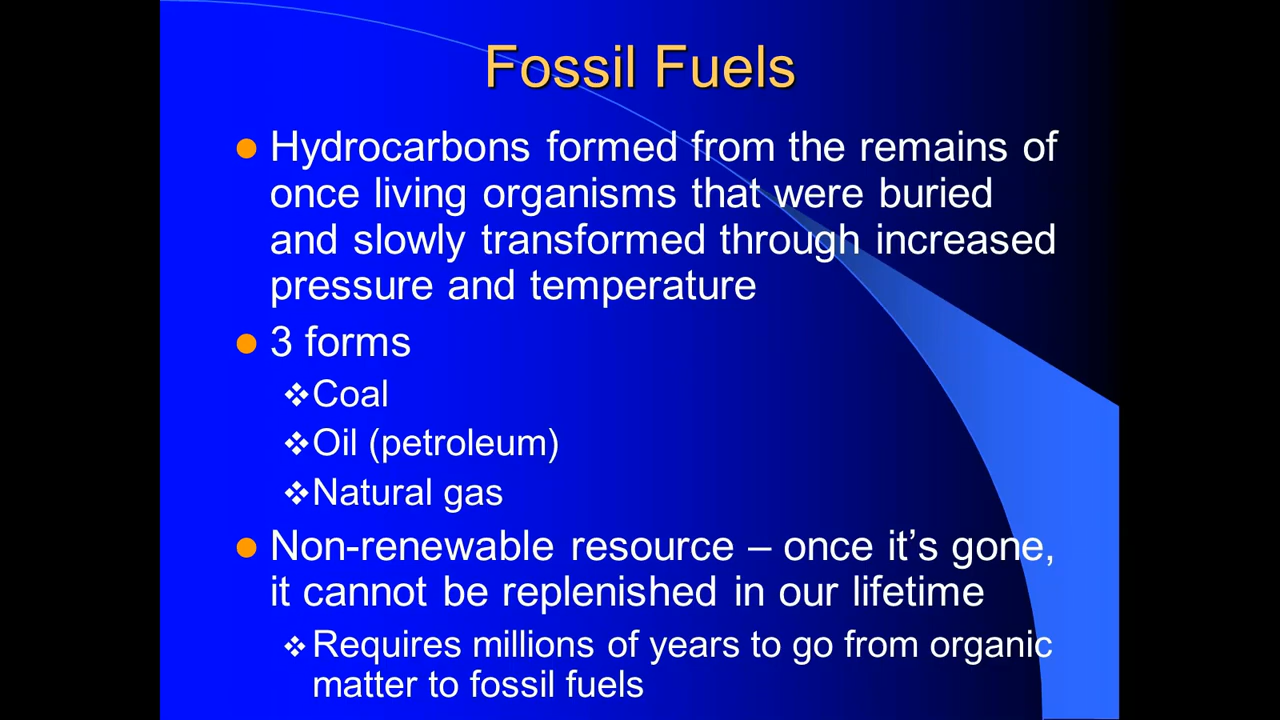 Fossil Fuels
Hydrocarbons formed from the remains of
once living organisms that were buried
and slowly transformed through increased
pressure and temperature
3 forms
Coal
Oil (petroleum)
Natural gas
Non-renewable resource – once it’s gone,
it cannot be replenished in our lifetime
Requires millions of years to go from organic
matter to fossil fuels